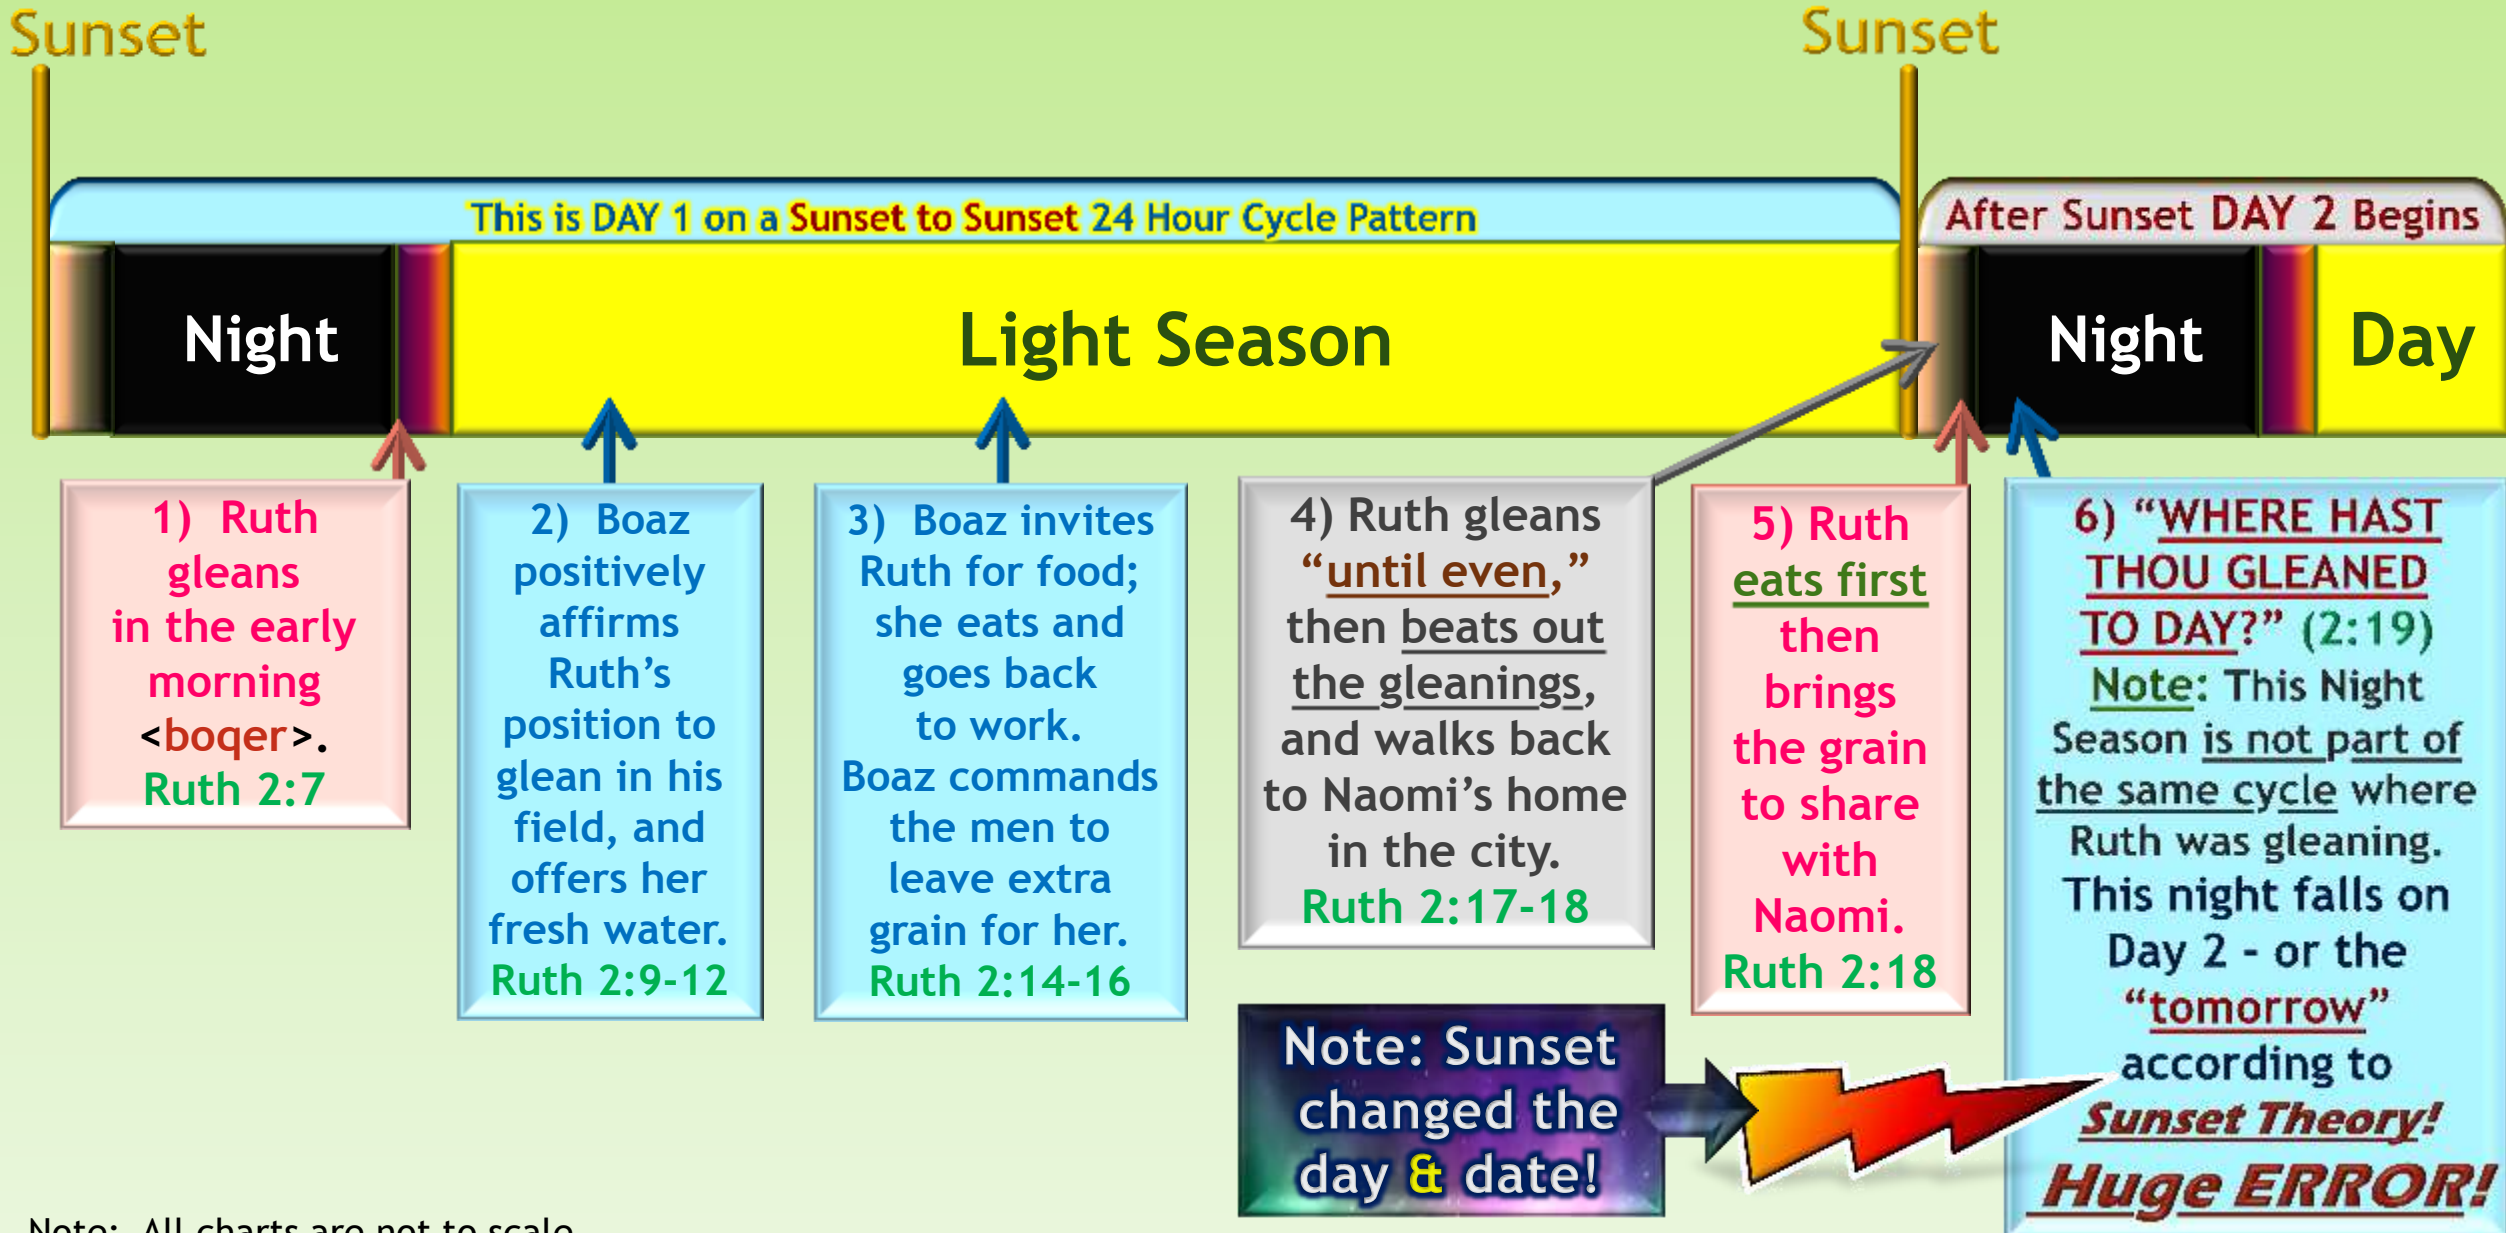 Sunset
Sunset
This is DAY 1 on a Sunset to Sunset 24 Hour Cycle Pattern
After Sunset DAY 2 Begins
Night
Light Season
Night
Day
1) Ruth
gleans
in the early
morning
<boqer>.
Ruth 2:7
2) Boaz
positively
affirms
Ruth’s
position to
glean in his
field, and
offers her
fresh water.
Ruth 2:9-12
3) Boaz invites
Ruth for food;
she eats and
goes back
to work.
Boaz commands
the men to
leave extra
grain for her.
Ruth 2:14-16
4) Ruth gleans
“until even,”
then beats out
the gleanings,
and walks back
to Naomi’s home
in the city.
Ruth 2:17-18
5) Ruth
eats first
then
brings
the grain
to share
with
Naomi.
Ruth 2:18
6) “WHERE HAST
THOU GLEANED
TO DAY?” (2:19)
Note: This Night
Season is not part of
the same cycle where
Ruth was gleaning.
This night falls on
Day 2 - or the
“tomorrow”
according to
Sunset Theory!
Huge ERROR!
Note: Sunset
changed the
day & date!
Note: All charts are not to scale